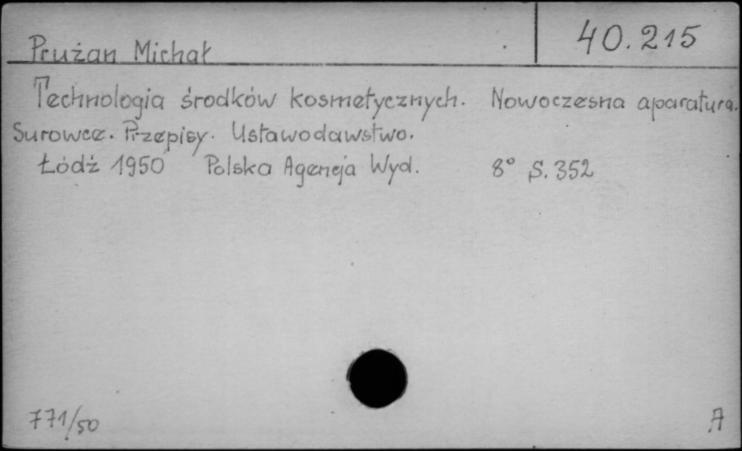 Prużan Michał 40.215
Technologia środków kosmetycznych. Nowoczesna aparatura.
Surowce. Przepisy. Ustawodawstwo.
Łódź 1950 Polska Agencja Wyd. 8° S. 352
771/50 A